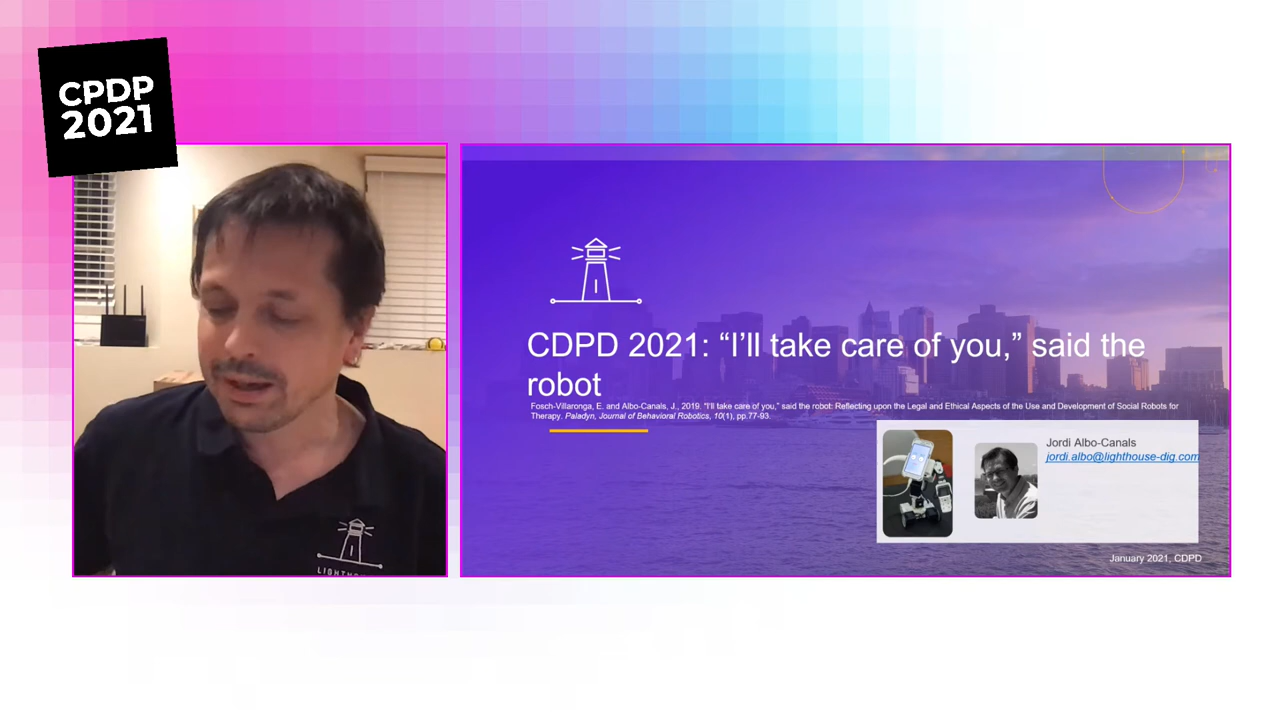 CPDP
2021
CDPD 2021: “I’ll take care of you,” said the
robot
Fosch-Villaronga, E. and Albo-Canals, J., 2019. "I'll take care of you," said the robot: Reflecting upon the Legal and Ethical Aspects of the Use and Development of Social Robots for
Therapy. Paladyn, Journal of Behavioral Robotics, 10(1), pp.77-93.
Jordi Albo-Canals
jordi.albo@lighthouse-dig.com
January 2021, CDPD